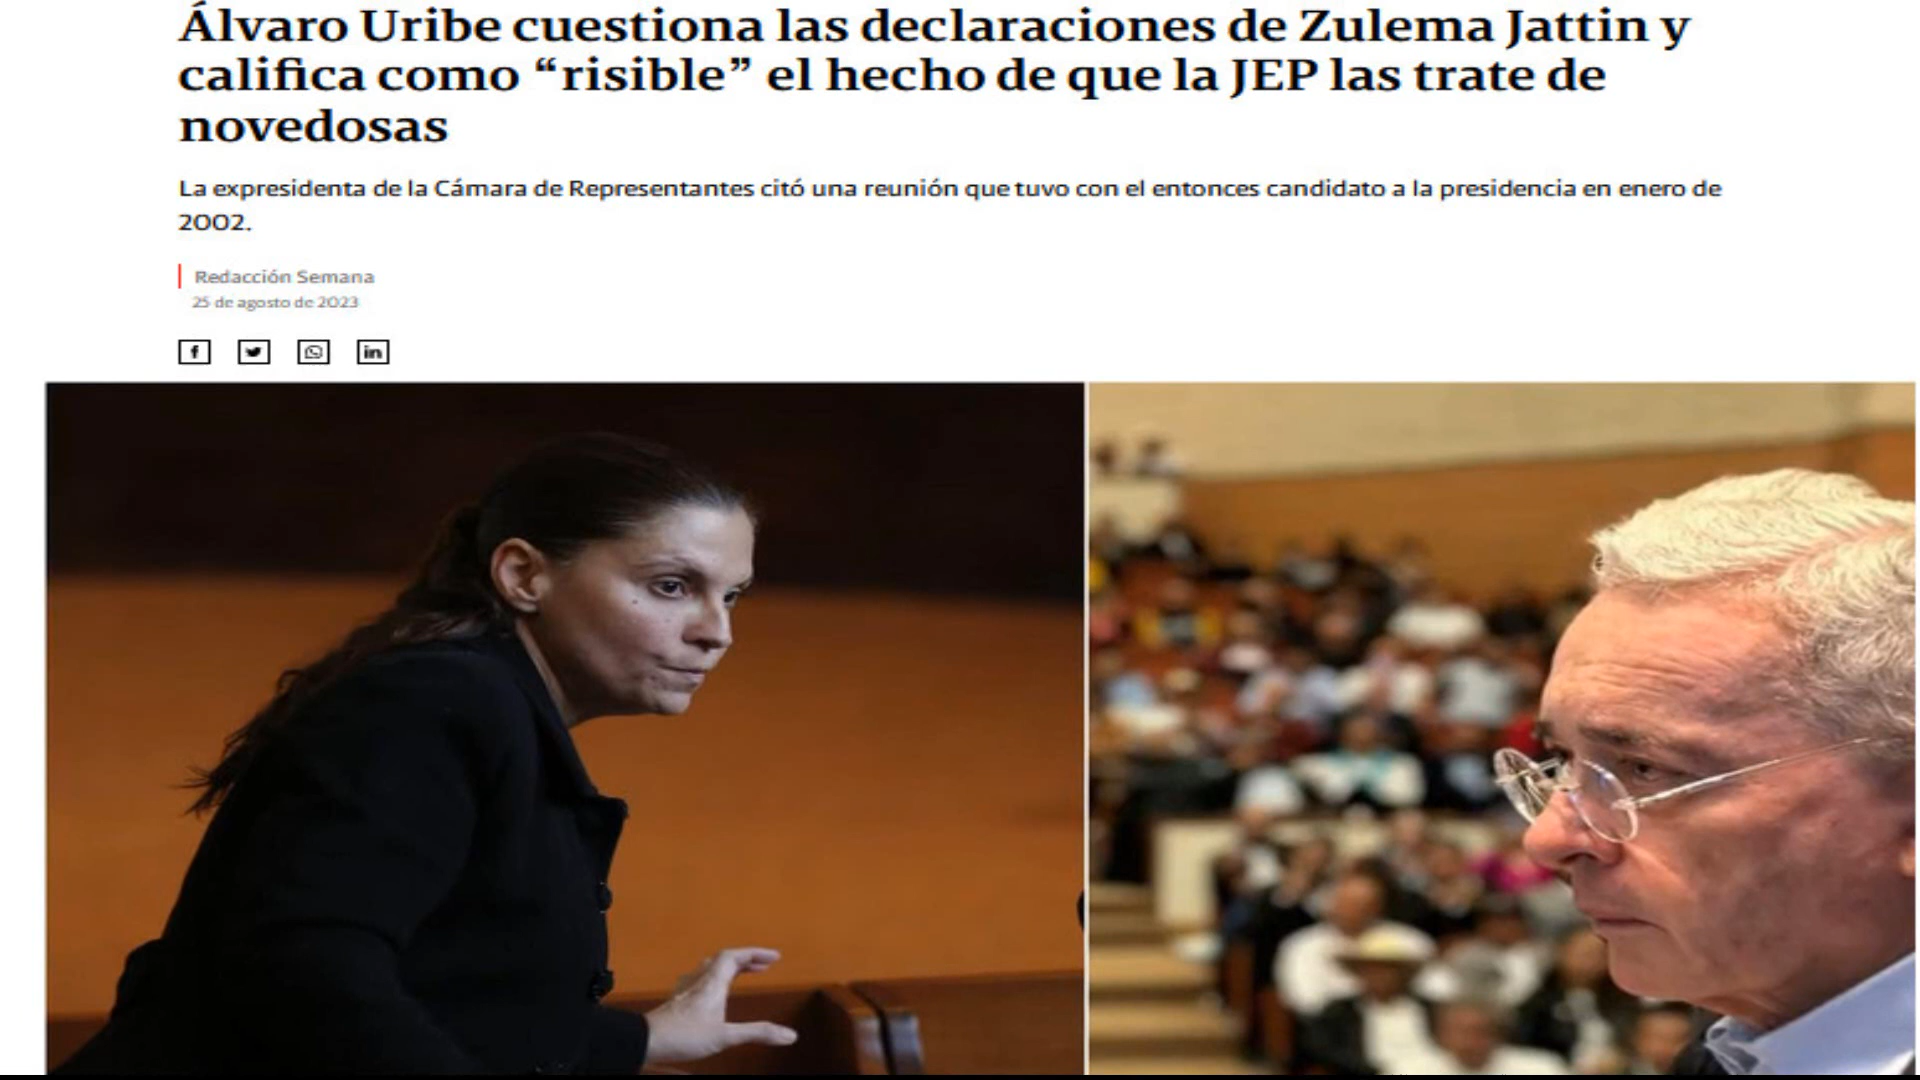 Álvaro Uribe cuestiona las declaraciones de Zulema Jattin y
califica como “risible” el hecho de que la JEP las trate de
novedosas
La expresidenta de la Cámara de Representantes citó una reunión que tuvo con el entonces candidato a la presidencia en enero de
2002.
Redacción Semana
25 de agosto de 2023